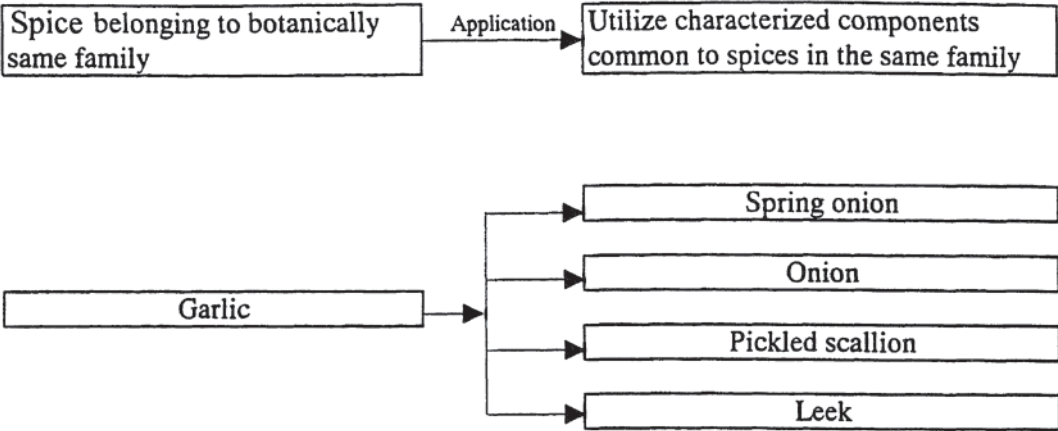 Spice belonging to botanically
same family
Application
Utilize characterized components
common to spices in the same family
Spring onion
Onion
Garlic
Pickled scallion
Leek